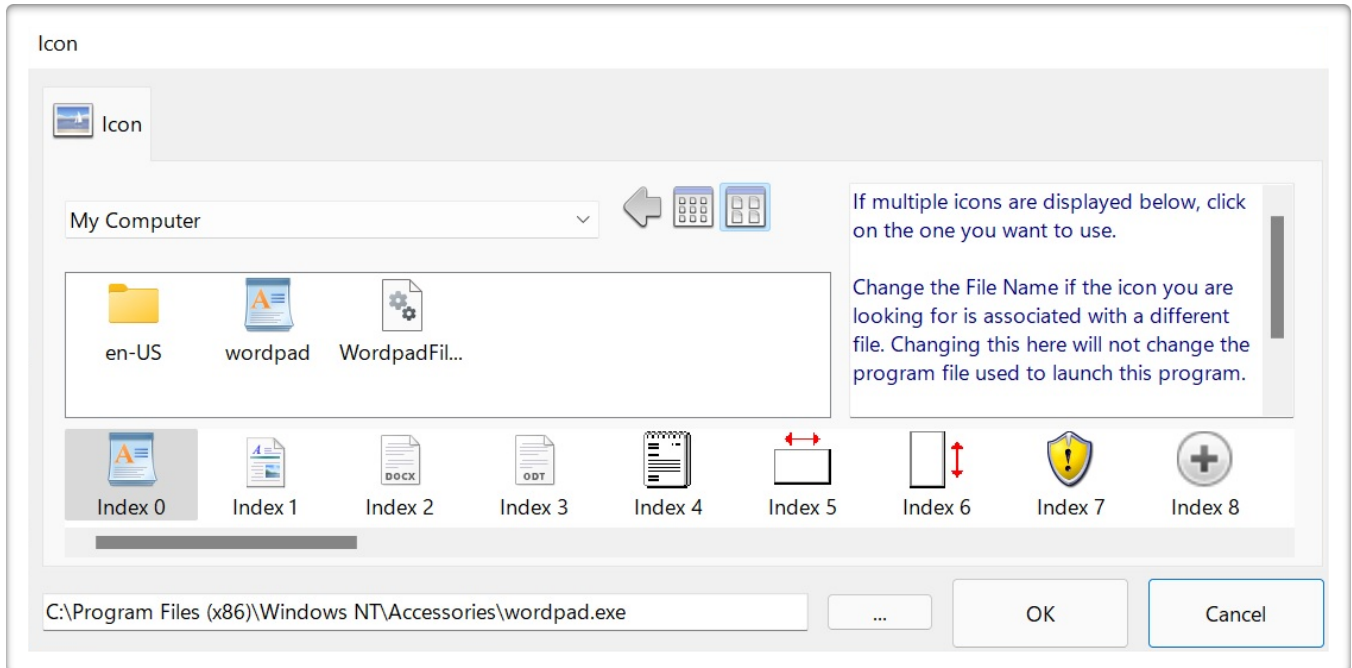 Icon
Icon
My Computer
If multiple icons are displayed below, click
on the one you want to use.
Change the File Name if the icon you are
looking for is associated with a different
file. Changing this here will not change the
program file used to launch this program.
en-US
wordpad
WordpadFil...
DOCX
ODT
Index 0
Index 1
Index 2
Index 3
Index 4
Index 5
Index 6
Index 7
Index 8
C:\Program Files (x86)\Windows NT\Accessories\wordpad.exe
...
OK
Cancel